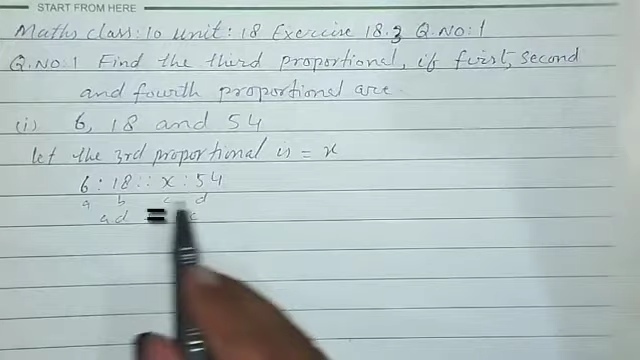 START FROM HERE
Maths class: 10 unit: 18 Exercise 18.3 Q.NO:1
Q.NO:1 Find the third proportional, if first, second
and fourth proportional are.
(i) 6, 18 and 54
let the 3rd proportional is = x
6 : 18 :: x : 54
a b c d
ad = c